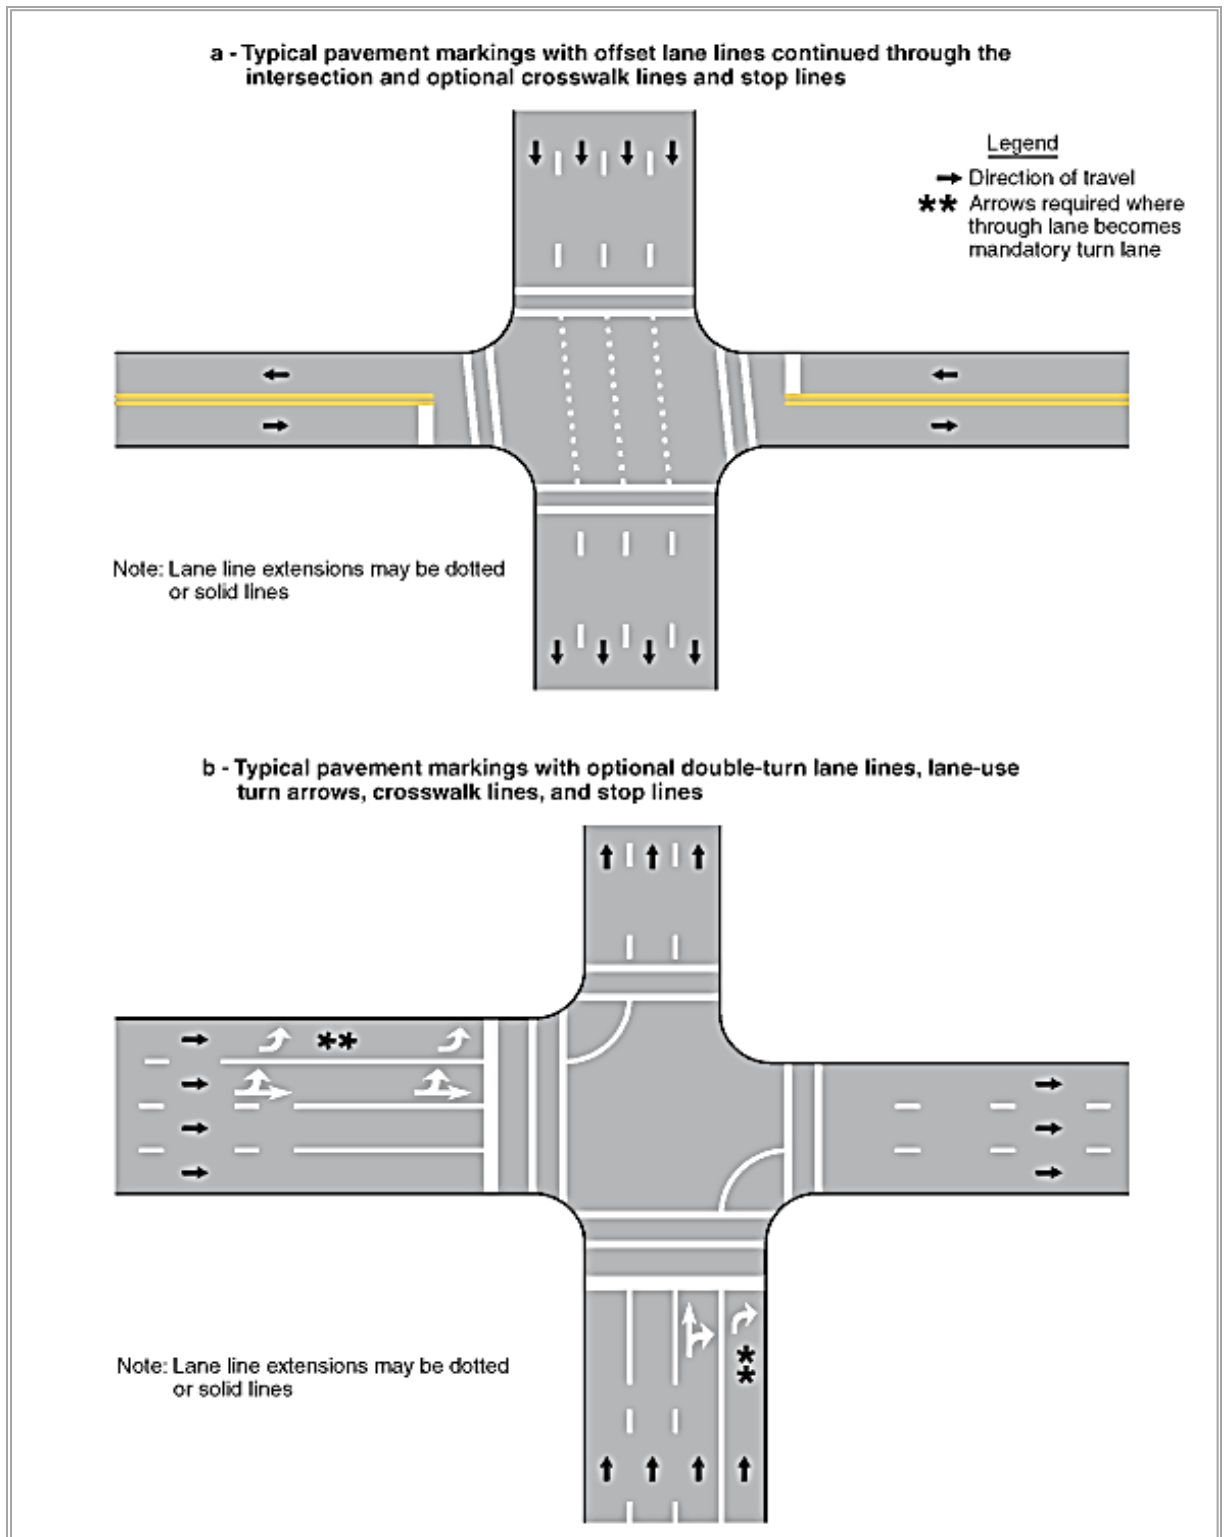 a - Typical pavement markings with offset lane lines continued through the
intersection and optional crosswalk lines and stop lines
Legend
Direction of travel
** Arrows required where
through lane becomes
mandatory turn lane
Note: Lane line extensions may be dotted
or solid lines
b - Typical pavement markings with optional double-turn lane lines, lane-use
turn arrows, crosswalk lines, and stop lines
**
Note: Lane line extensions may be dotted
or solid lines
**